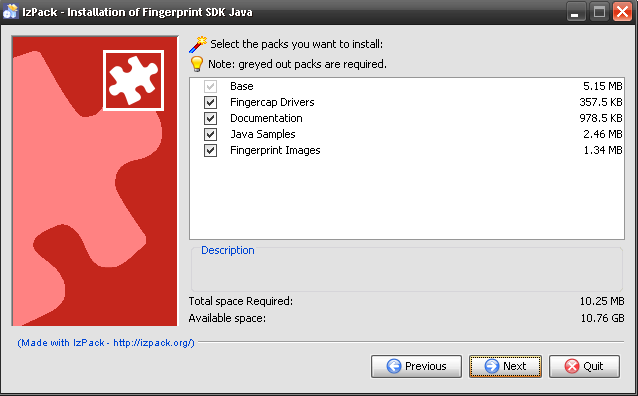 IzPack - Installation of Fingerprint SDK Java
Select the packs you want to install:
Note: greyed out packs are required.
Base 5.15 MB
Fingercap Drivers 357.5 KB
Documentation 978.5 KB
Java Samples 2.46 MB
Fingerprint Images 1.34 MB
Description
Total space Required: 10.25 MB
Available space: 10.76 GB
(Made with IzPack - http://izpack.org/)
Previous Next Quit